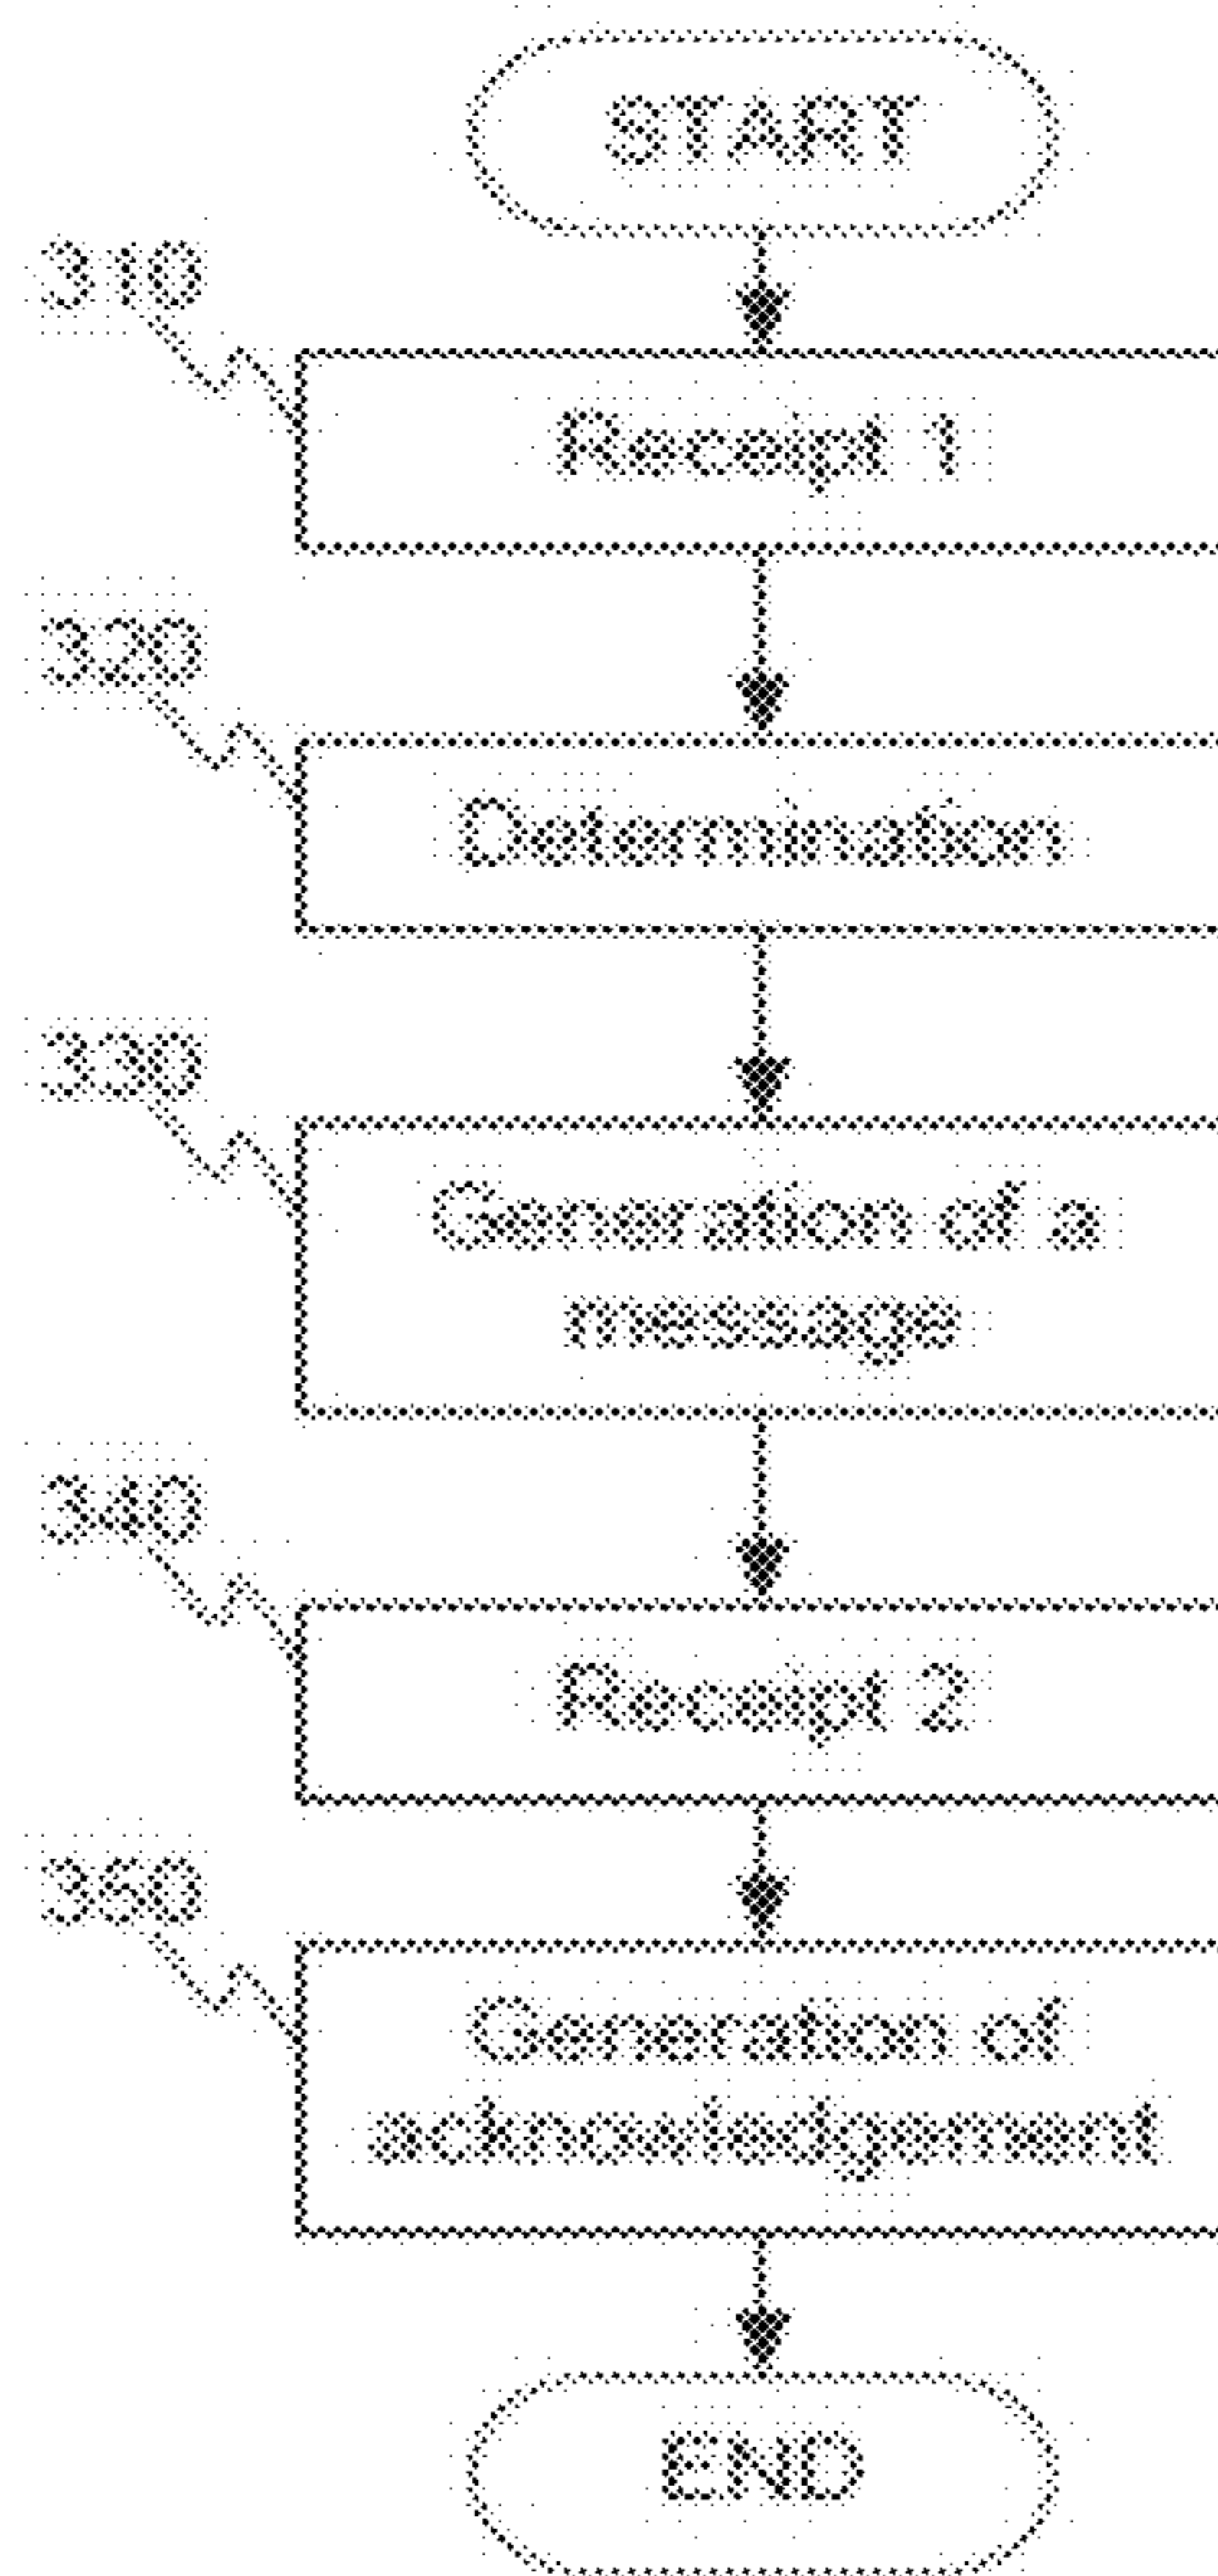 START
310
Receipt 1
320
Determination
330
Generation of a
message
340
Receipt 2
350
Generation of
acknowledgement
END